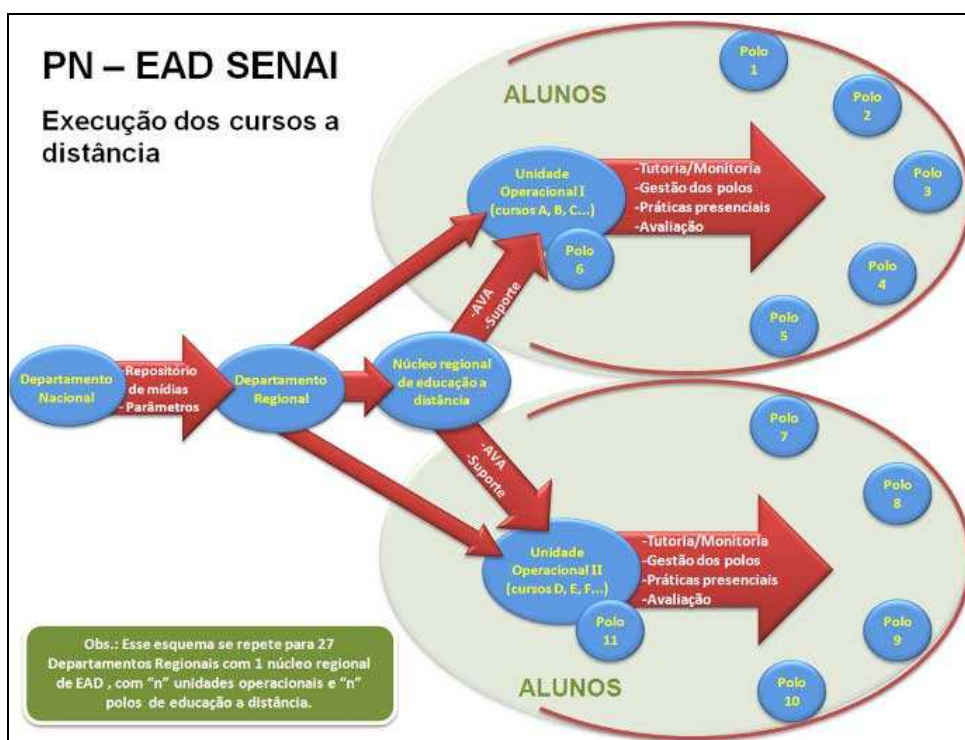 PN – EAD SENAI
Execução dos cursos a
distância
ALUNOS
Polo
1
Polo
2
Polo
3
Polo
4
Polo
5
Unidade
Operacional I
(cursos A, B, C...)
Polo
6
-Tutoria/Monitoria
-Gestão dos polos
-Práticas presenciais
-Avaliação
-AVA
-Suporte
Departamento
Nacional
-Repositório
de mídias
- Parâmetros
Departamento
Regional
Núcleo regional
de educação a
distância
-AVA
-Suporte
Polo
7
Polo
8
Unidade
Operacional II
(cursos D, E, F...)
-Tutoria/Monitoria
-Gestão dos polos
-Práticas presenciais
-Avaliação
Polo
11
Polo
9
Polo
10
ALUNOS
Obs.: Esse esquema se repete para 27
Departamentos Regionais com 1 núcleo regional
de EAD , com “n” unidades operacionais e “n”
polos de educação a distância.